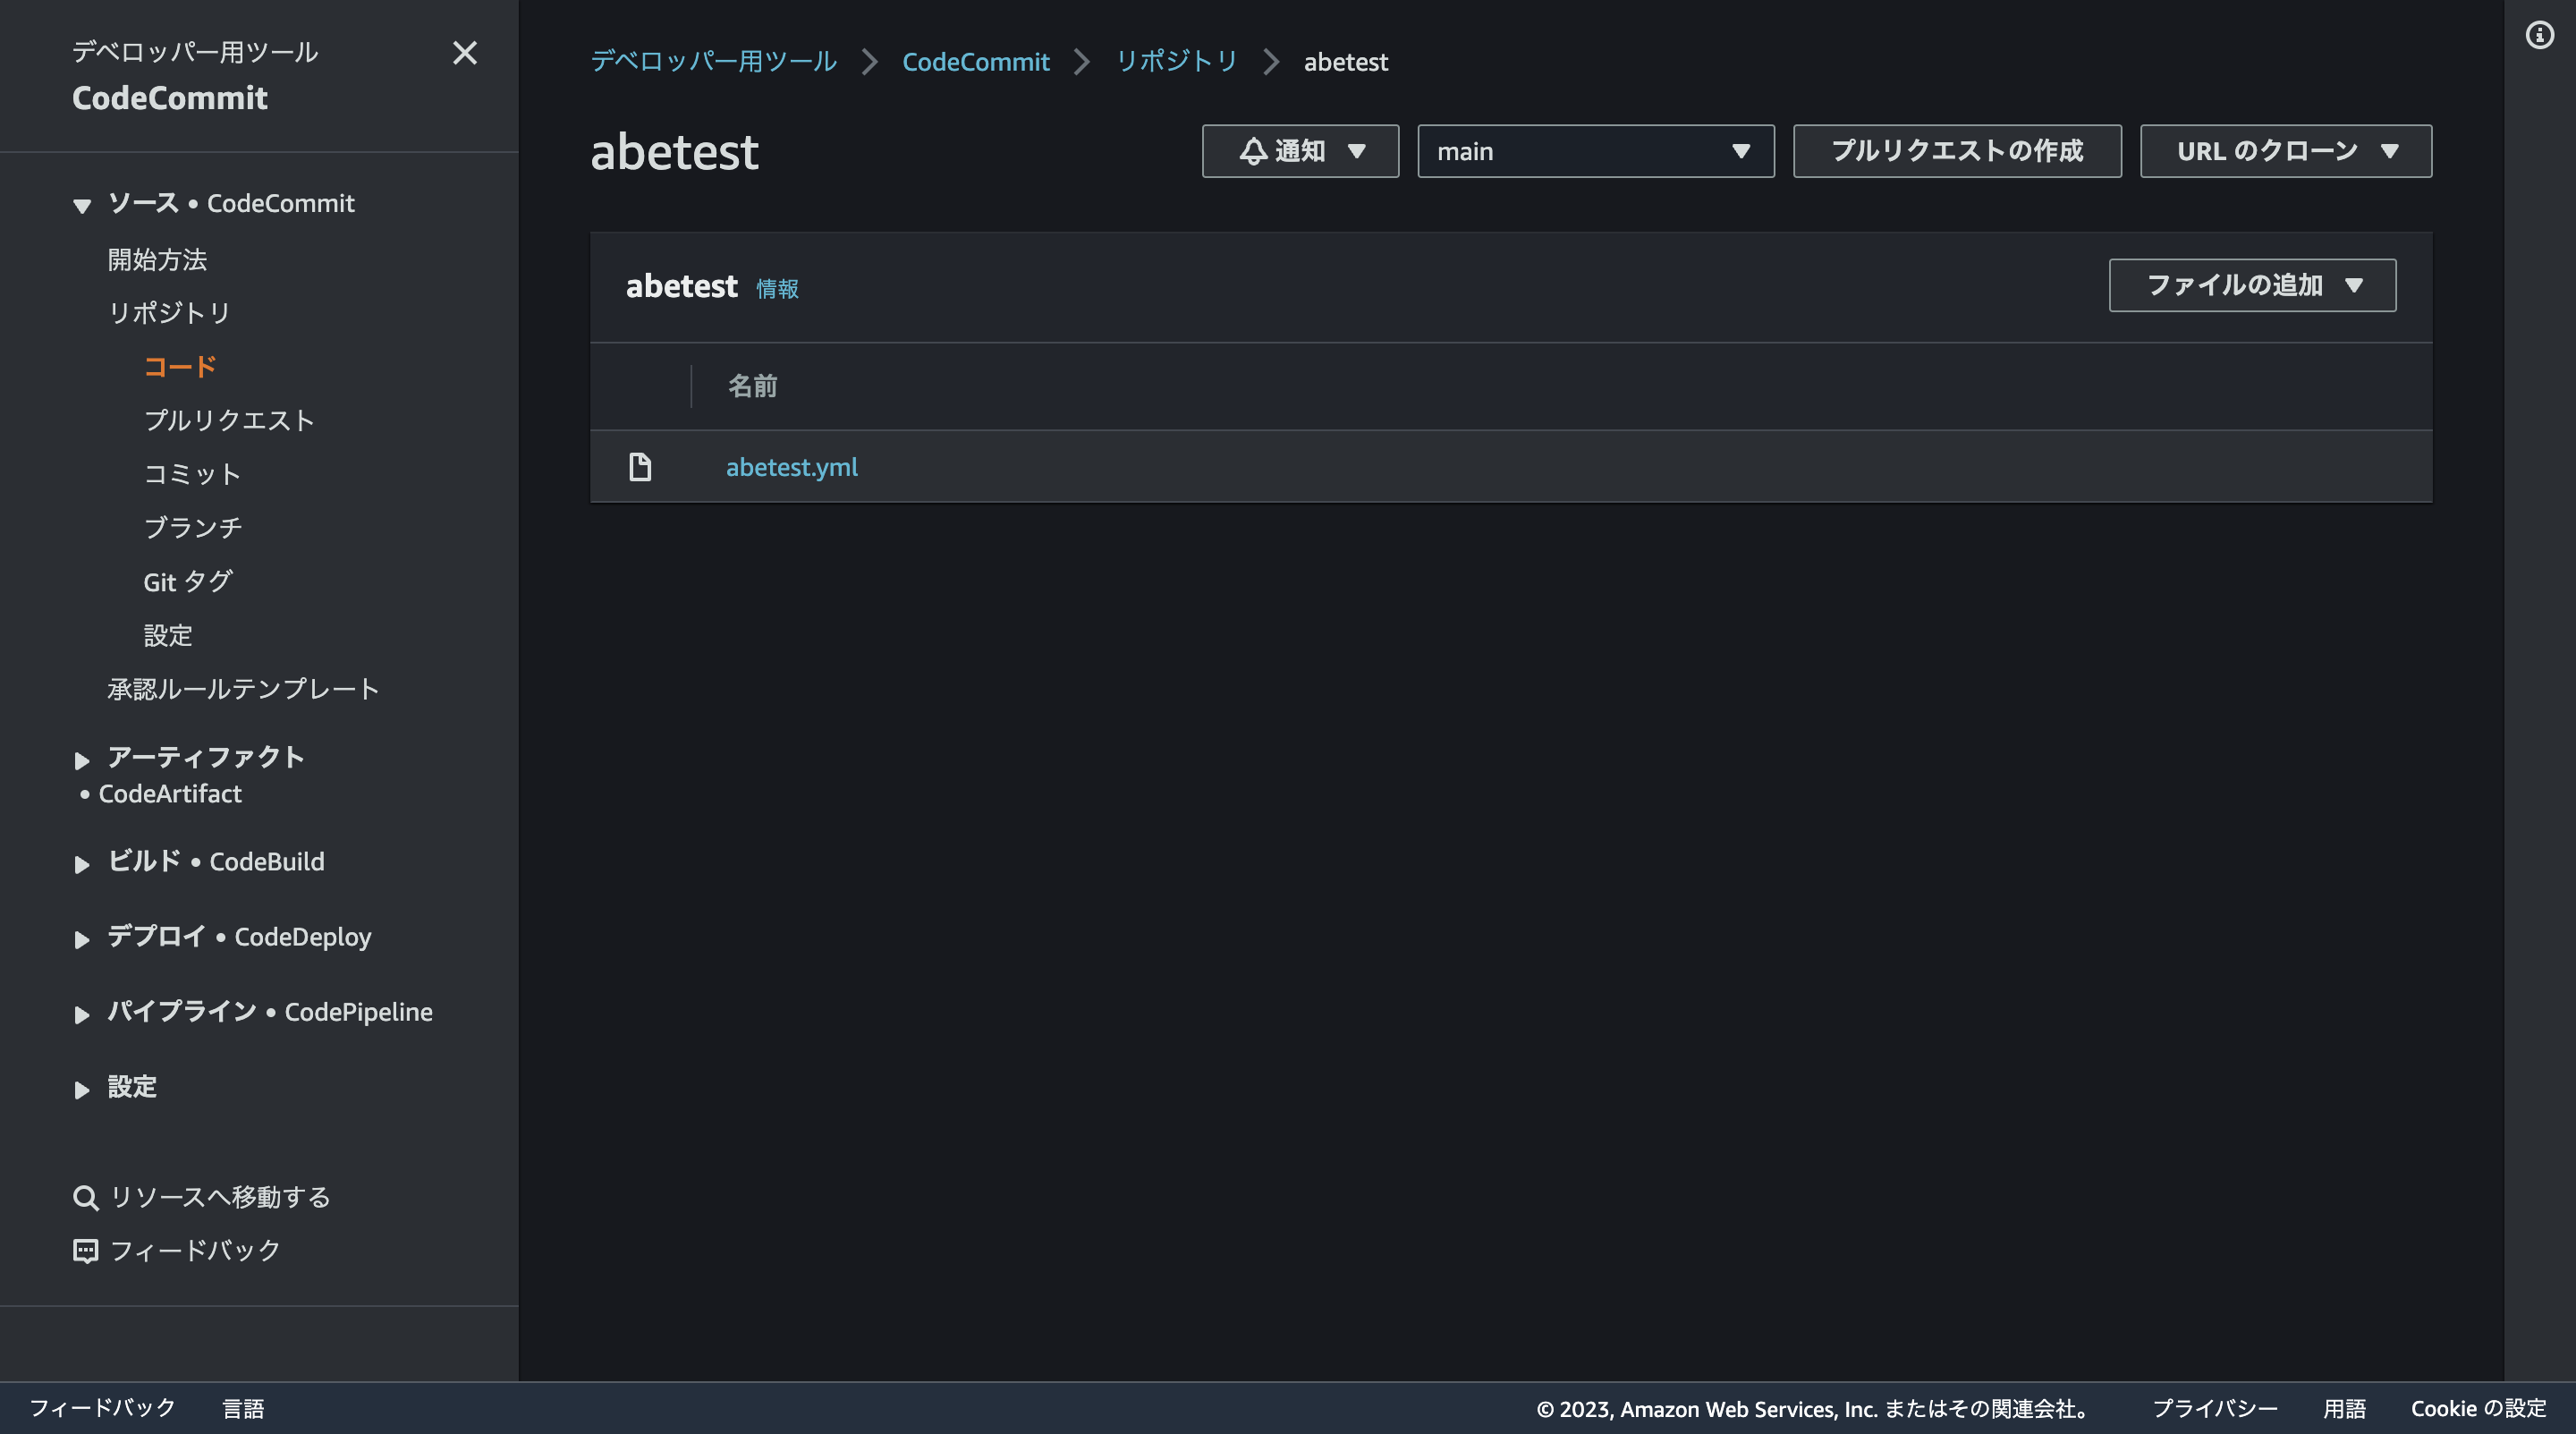 デベロッパー用ツール
CodeCommit
ソース • CodeCommit
開始方法
リポジトリ
コード
プルリクエスト
コミット
ブランチ
Git タグ
設定
承認ルールテンプレート
アーティファクト
• CodeArtifact
ビルド • CodeBuild
デプロイ • CodeDeploy
パイプライン • CodePipeline
設定
リソースへ移動する
フィードバック
デベロッパー用ツール CodeCommit リポジトリ abetest
abetest 通知 main プルリクエストの作成 URL のクローン
abetest 情報 ファイルの追加
名前
abetest.yml
フィードバック 言語 © 2023, Amazon Web Services, Inc. またはその関連会社。 プライバシー 用語 Cookie の設定